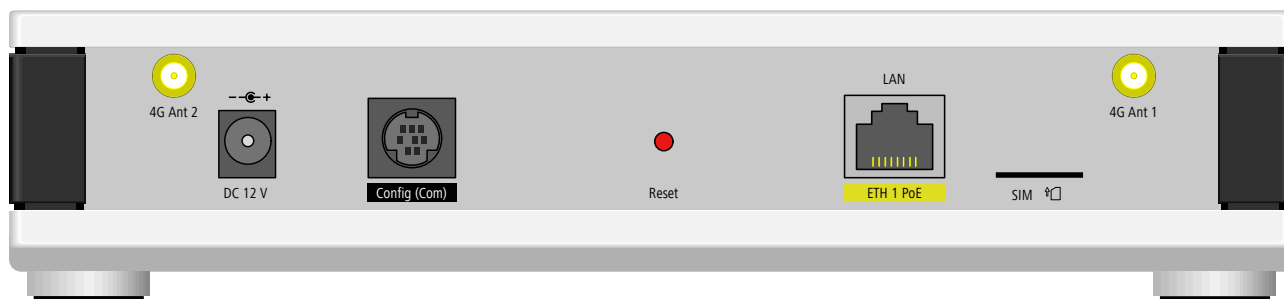 4G Ant 2
DC 12 V
Config (Com)
Reset
LAN
ETH 1 PoE
SIM
4G Ant 1